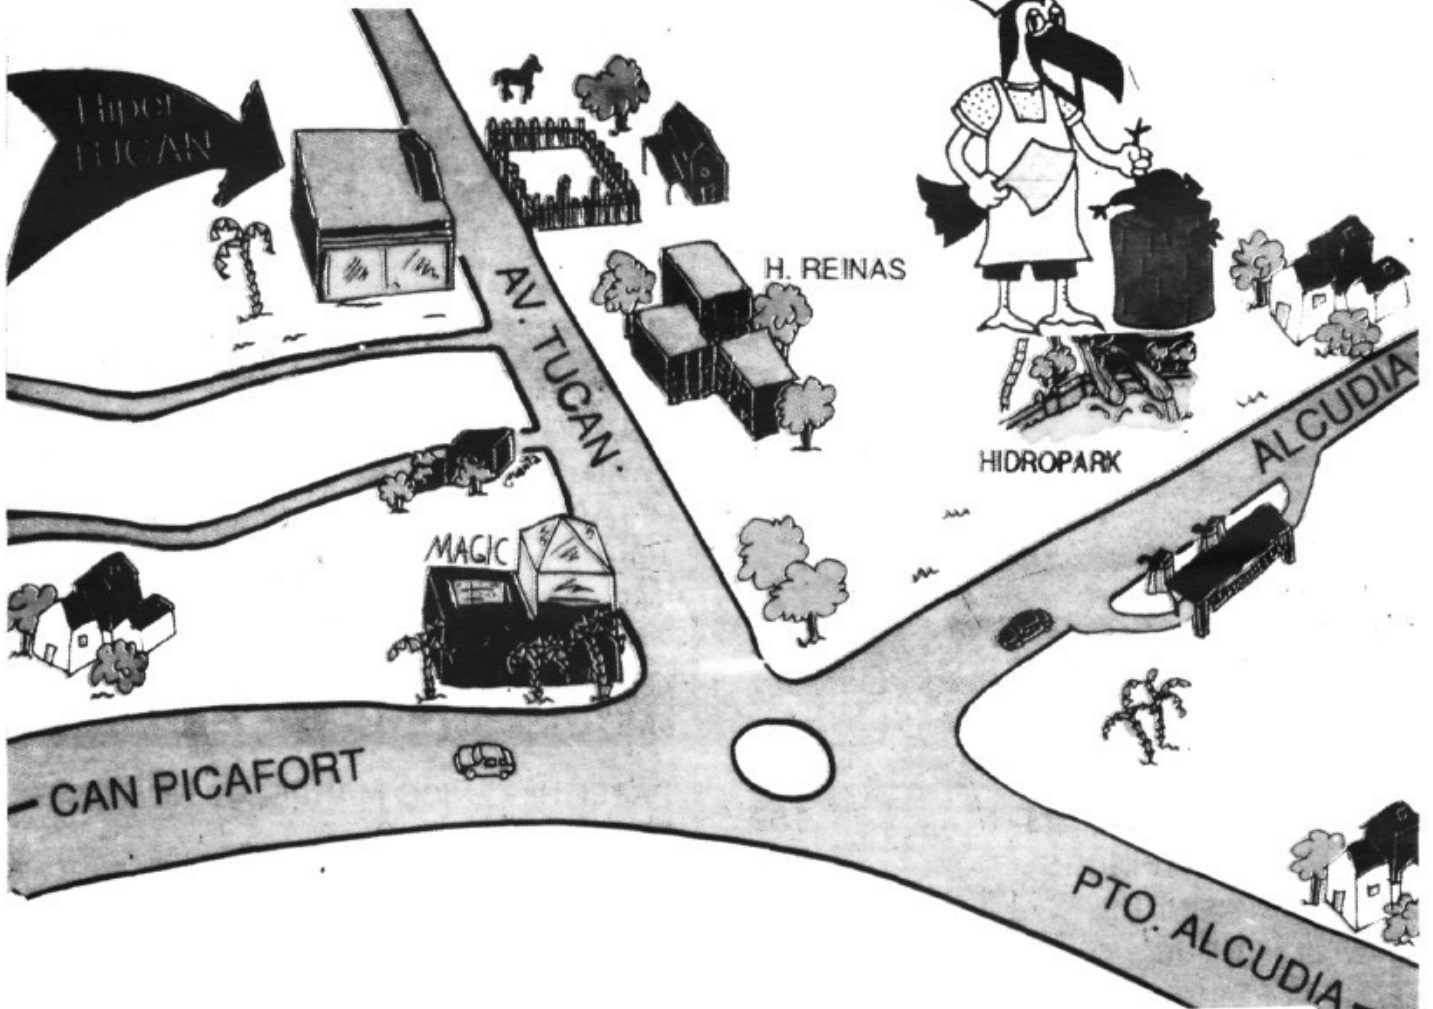 Hiper
TUCAN
H. REINAS
AV. TUCAN.
HIDROPARK
ALCUDIA
MAGIC
CAN PICAFORT
PTO. ALCUDIA